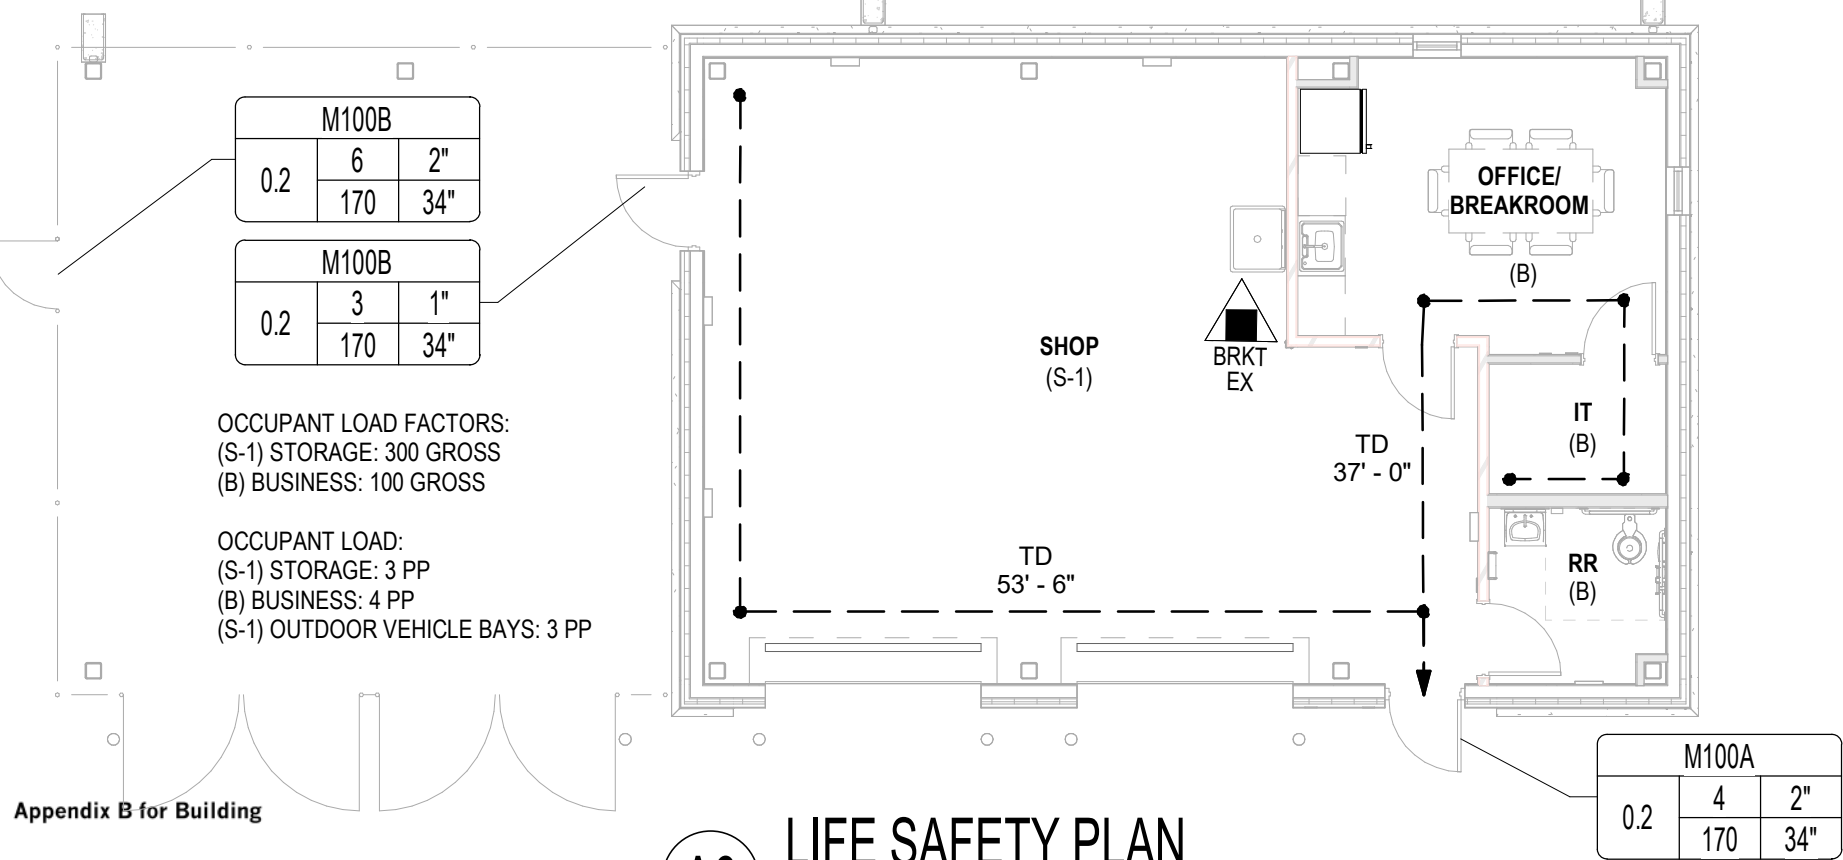 M100B
0.2
6 2"
170 34"
M100B
0.2
3 1"
170 34"
OCCUPANT LOAD FACTORS:
(S-1) STORAGE: 300 GROSS
(B) BUSINESS: 100 GROSS
OCCUPANT LOAD:
(S-1) STORAGE: 3 PP
(B) BUSINESS: 4 PP
(S-1) OUTDOOR VEHICLE BAYS: 3 PP
SHOP
(S-1)
BRKT
EX
OFFICE/
BREAKROOM
(B)
IT
(B)
TD
37' - 0"
TD
53' - 6"
RR
(B)
M100A
0.2
4 2"
170 34"
Appendix B for Building
LIFE SAFETY PLAN